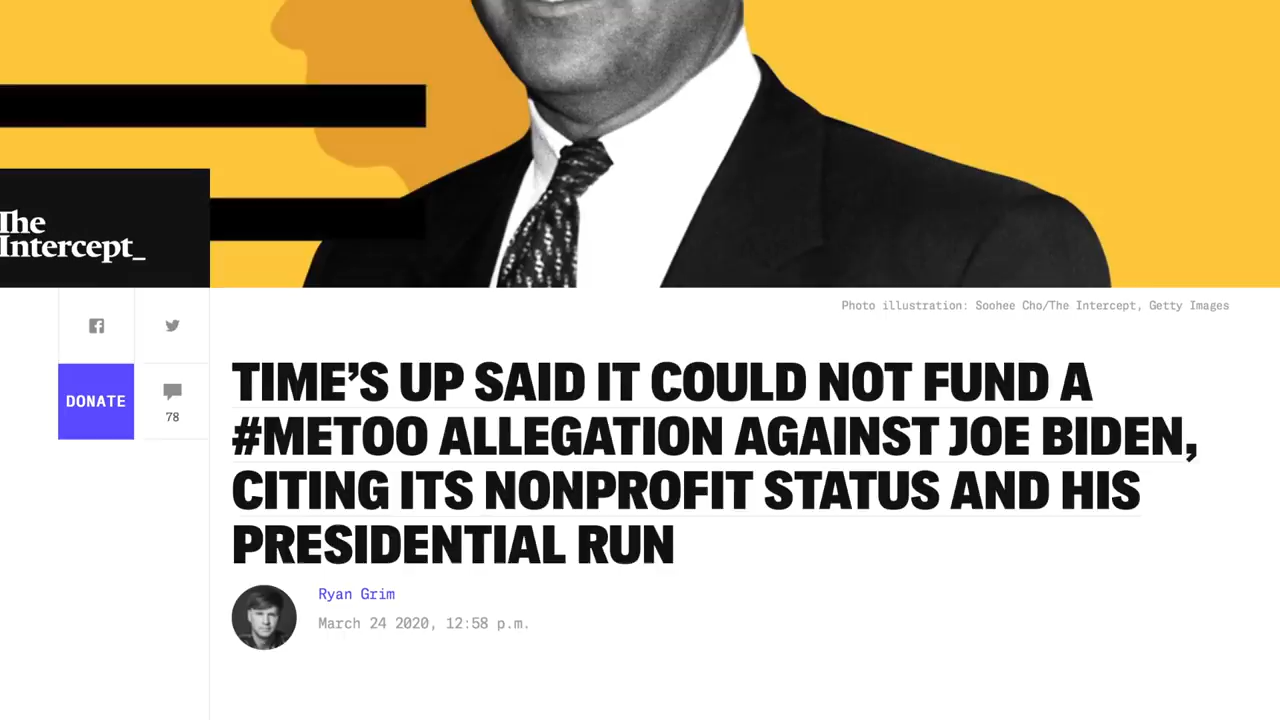 The
Intercept_
Photo illustration: Soohee Cho/The Intercept, Getty Images
DONATE
78
TIME’S UP SAID IT COULD NOT FUND A
#METOO ALLEGATION AGAINST JOE BIDEN,
CITING ITS NONPROFIT STATUS AND HIS
PRESIDENTIAL RUN
Ryan Grim
March 24 2020, 12:58 p.m.